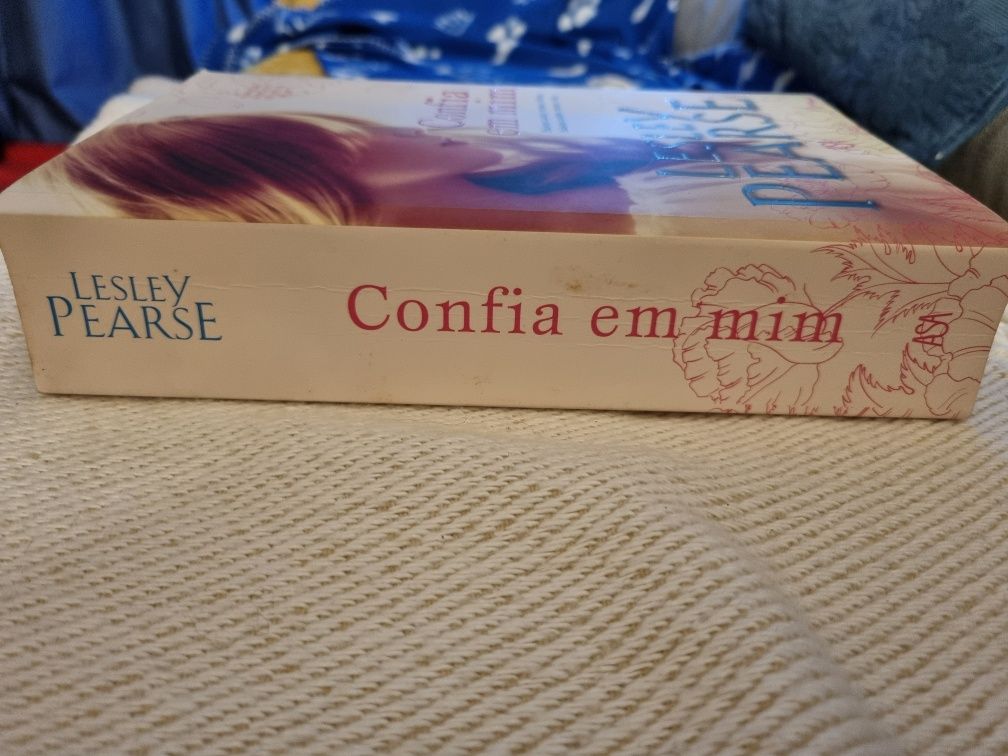 LESLEY
PEARSE
Confia em mim
ASA
Confia
em mim
LESLEY
PEARSE